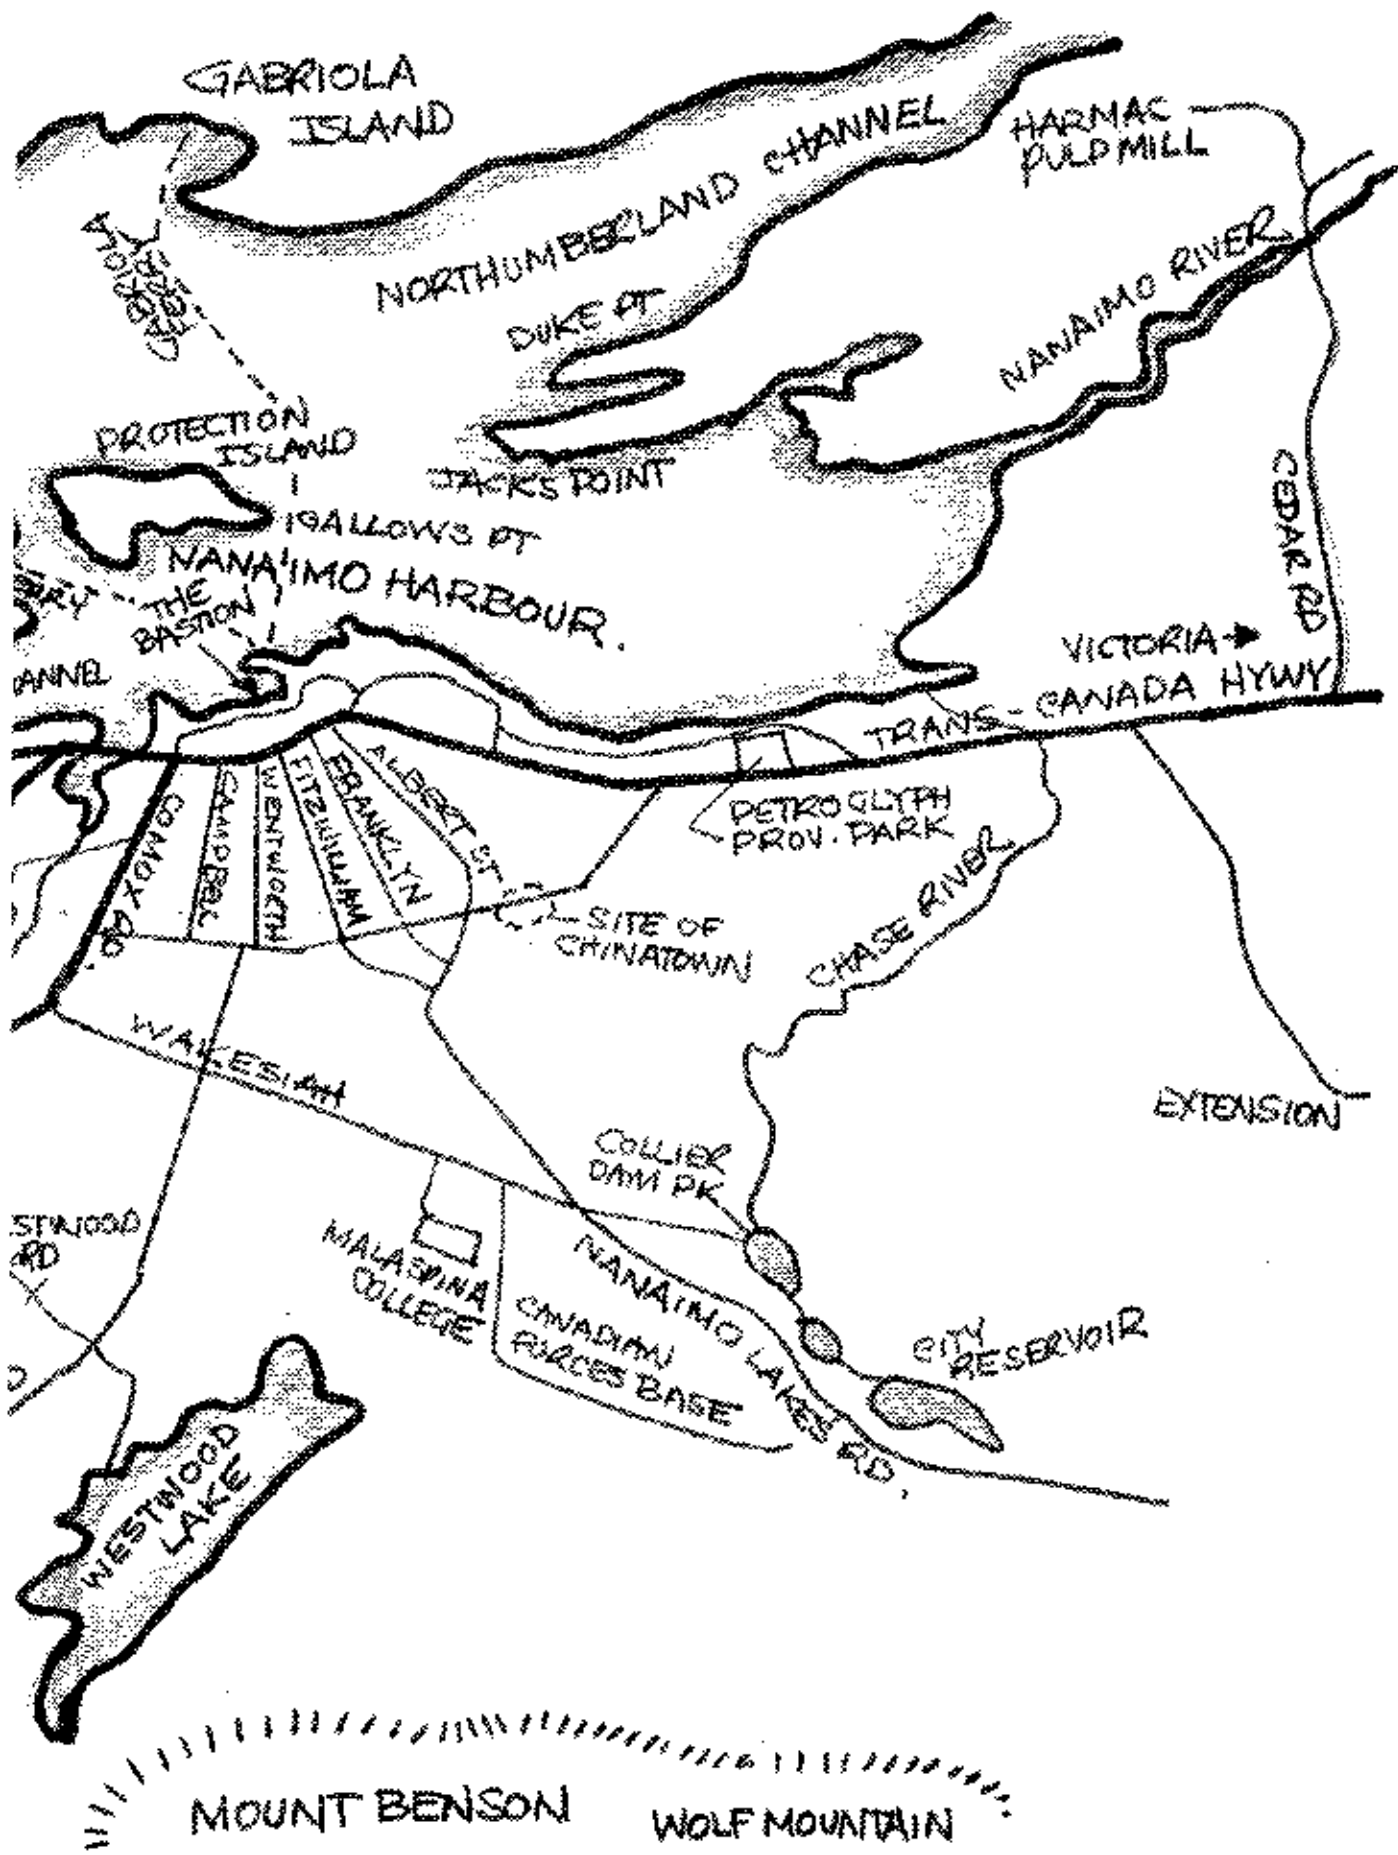 GABRIOLA
ISLAND
NORTHUMBERLAND CHANNEL
HARMAC
PULP MILL
GABRIOLA
FERRY
DUKE PT
NANAIMO RIVER
PROTECTION
ISLAND
JACKS POINT
GALLOWS PT
CEDAR RD
NANAIMO HARBOUR.
THE
BASTION
VICTORIA
TRANS-CANADA HYWY
COMOX RD.
CAMPBELL
WENTWORTH
FITZWILLIAM
FRANKLYN
ALBERT ST
PETROGLYPH
PROV. PARK
SITE OF
CHINATOWN
CHASE RIVER
WAKESIAH
EXTENSION
COLLIER
DAM PK
MALASPINA
COLLEGE
CANADIAN
FORCES BASE
NANAIMO LAKES RD.
CITY
RESERVOIR
WESTWOOD
LAKE
MOUNT BENSON
WOLF MOUNTAIN